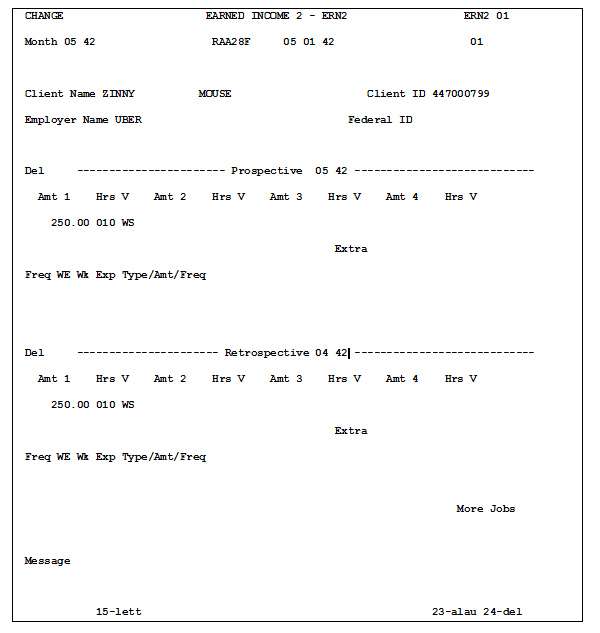 CHANGE EARNED INCOME 2 - ERN2 ERN2 01
Month 05 42 RAA28F 05 01 42 01
Client Name ZINNY MOUSE Client ID 447000799
Employer Name UBER Federal ID
Del ----------------------- Prospective 05 42 ----------------------------
Amt 1 Hrs V Amt 2 Hrs V Amt 3 Hrs V Amt 4 Hrs V
250.00 010 WS
Extra
Freq WE Wk Exp Type/Amt/Freq
Del ---------------------- Retrospective 04 42 ----------------------------
Amt 1 Hrs V Amt 2 Hrs V Amt 3 Hrs V Amt 4 Hrs V
250.00 010 WS
Extra
Freq WE Wk Exp Type/Amt/Freq
More Jobs
Message
15-lett 23-alau 24-del